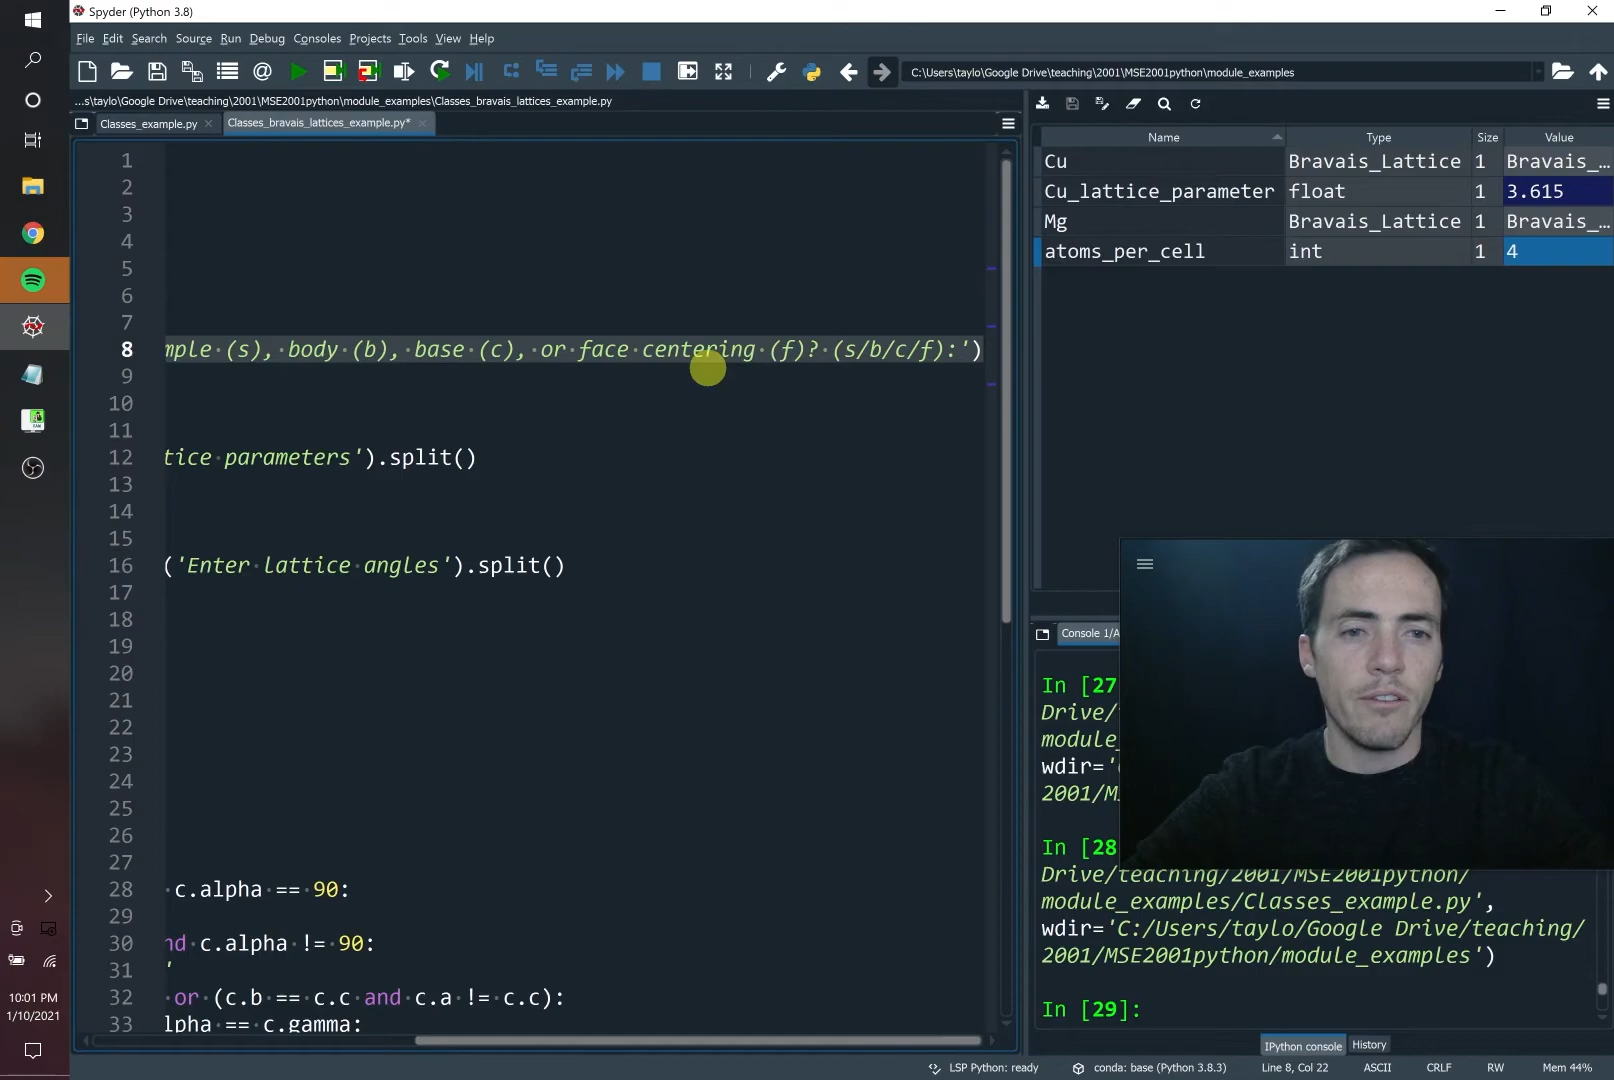 Spyder (Python 3.8)
File Edit Search Source Run Debug Consoles Projects Tools View Help
C:\Users\taylo\Google Drive\teaching\2001\MSE2001python\module_examples
...s\taylo\Google Drive\teaching\2001\MSE2001python\module_examples\Classes_bravais_lattices_example.py
Classes_example.py
Classes_bravais_lattices_example.py*
Name Type Size Value
Cu Bravais_Lattice 1 Bravais_...
Cu_lattice_parameter float 1 3.615
Mg Bravais_Lattice 1 Bravais_...
atoms_per_cell int 1 4
1
2
3
4
5
6
7
8 mple (s), body (b), base (c), or face centering (f)? (s/b/c/f):')
9
10
11
12 tice parameters').split()
13
14
15
16 ('Enter lattice angles').split()
17
18
19
20
21
22
23
24
25
26
27
28 c.alpha == 90:
29
30 nd c.alpha != 90:
31 '
32 or (c.b == c.c and c.a != c.c):
33 lpha == c.gamma:
Console 1/A
In [27
Drive/
module_
wdir='
2001/M
In [28
Drive/teaching/2001/MSE2001python/
module_examples/Classes_example.py',
wdir='C:/Users/taylo/Google Drive/teaching/
2001/MSE2001python/module_examples')
In [29]:
IPython console History
LSP Python: ready conda: base (Python 3.8.3) Line 8, Col 22 ASCII CRLF RW Mem 44%
10:01 PM
1/10/2021